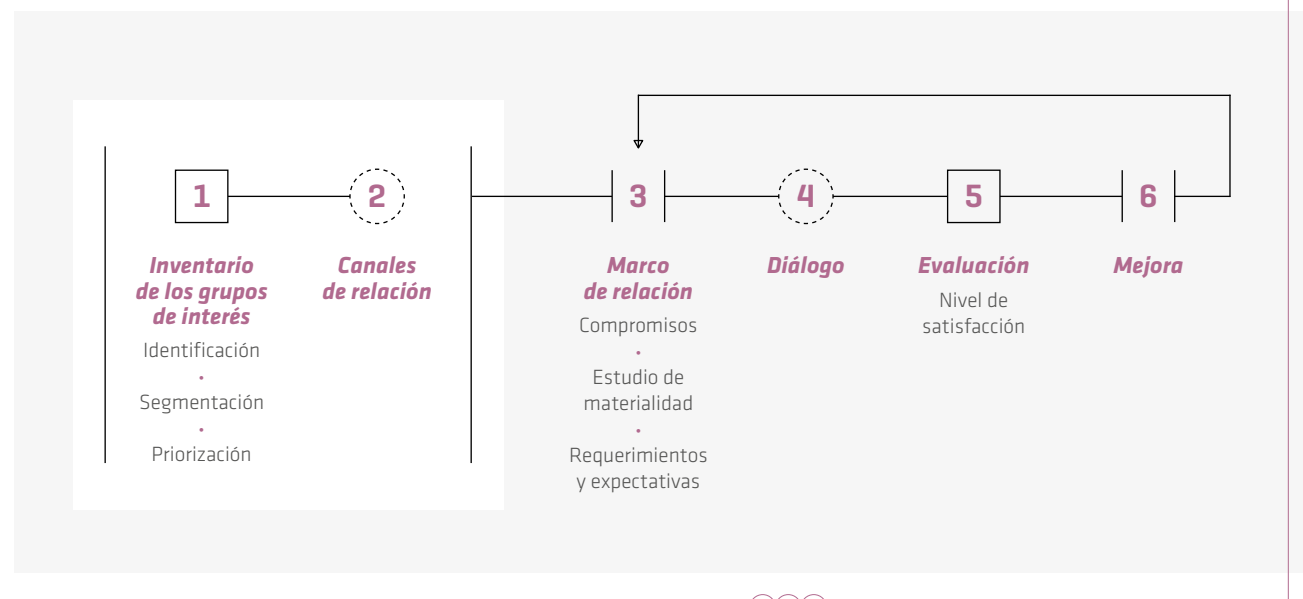 1
Inventario
de los grupos
de interés
Identificación
•
Segmentación
•
Priorización
2
Canales
de relación
3
Marco
de relación
Compromisos
•
Estudio de
materialidad
•
Requerimientos
y expectativas
4
Diálogo
5
Evaluación
Nivel de
satisfacción
6
Mejora